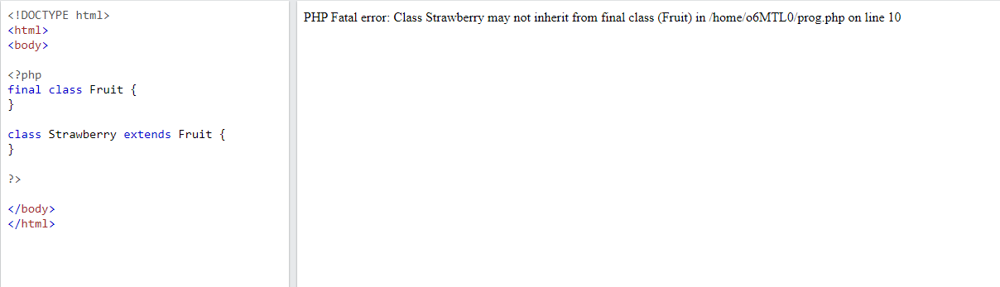 <!DOCTYPE html>
<html>
<body>
<?php
final class Fruit {
}
class Strawberry extends Fruit {
}
?>
</body>
</html>
PHP Fatal error: Class Strawberry may not inherit from final class (Fruit) in /home/o6MTL0/prog.php on line 10